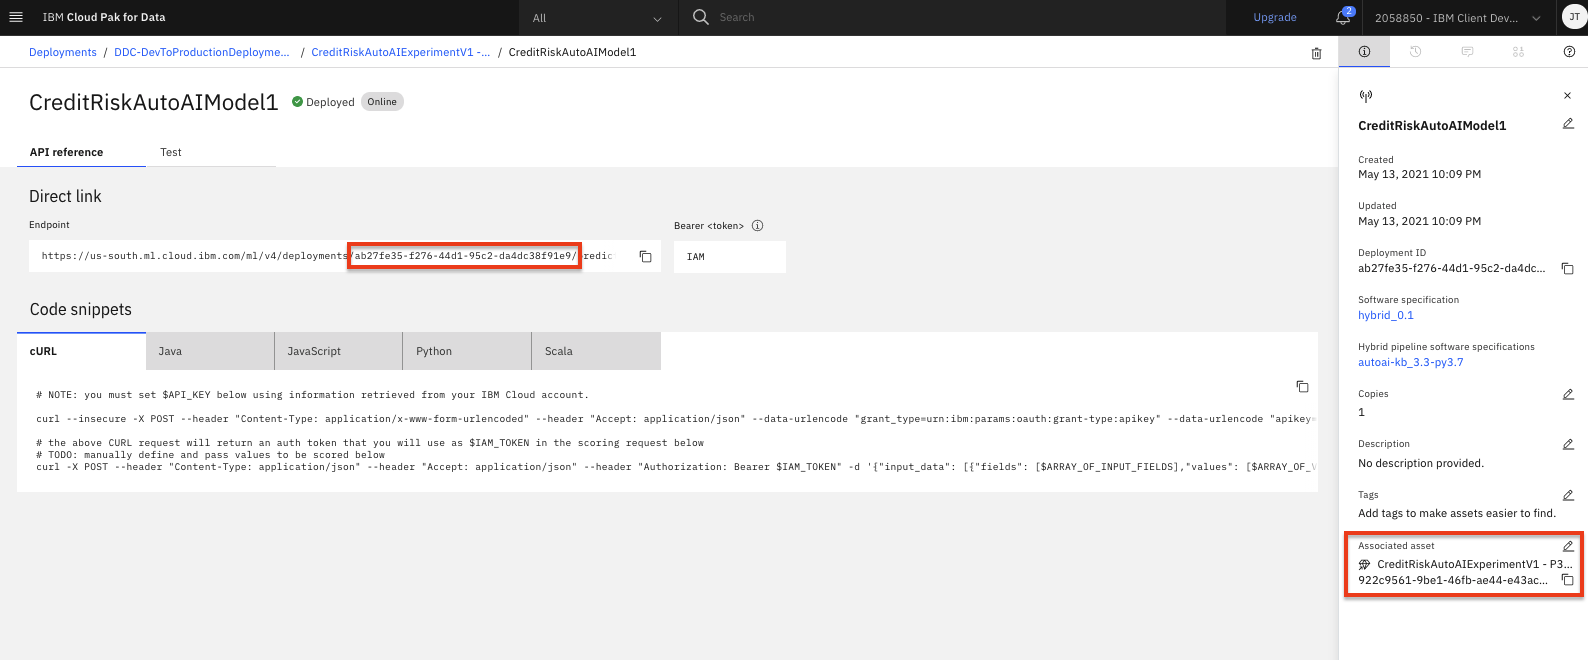 IBM Cloud Pak for Data
All
Search
Upgrade
2
2058850 - IBM Client Dev...
JT
Deployments / DDC-DevToProductionDeployme... / CreditRiskAutoAIExperimentV1 -... / CreditRiskAutoAIModel1
CreditRiskAutoAIModel1
Deployed
Online
API reference
Test
Direct link
Endpoint
https://us-south.ml.cloud.ibm.com/ml/v4/deployments/ab27fe35-f276-44d1-95c2-da4dc38f91e9/predic
Bearer <token>
IAM
Code snippets
cURL
Java
JavaScript
Python
Scala
# NOTE: you must set $API_KEY below using information retrieved from your IBM Cloud account.
curl --insecure -X POST --header "Content-Type: application/x-www-form-urlencoded" --header "Accept: application/json" --data-urlencode "grant_type=urn:ibm:params:oauth:grant-type:apikey" --data-urlencode "apikey=
# the above CURL request will return an auth token that you will use as $IAM_TOKEN in the scoring request below
# TODO: manually define and pass values to be scored below
curl -X POST --header "Content-Type: application/json" --header "Accept: application/json" --header "Authorization: Bearer $IAM_TOKEN" -d '{"input_data": [{"fields": [$ARRAY_OF_INPUT_FIELDS],"values": [$ARRAY_OF_V
CreditRiskAutoAIModel1
Created
May 13, 2021 10:09 PM
Updated
May 13, 2021 10:09 PM
Deployment ID
ab27fe35-f276-44d1-95c2-da4dc...
Software specification
hybrid_0.1
Hybrid pipeline software specifications
autoai-kb_3.3-py3.7
Copies
1
Description
No description provided.
Tags
Add tags to make assets easier to find.
Associated asset
CreditRiskAutoAIExperimentV1 - P3...
922c9561-9be1-46fb-ae44-e43ac...